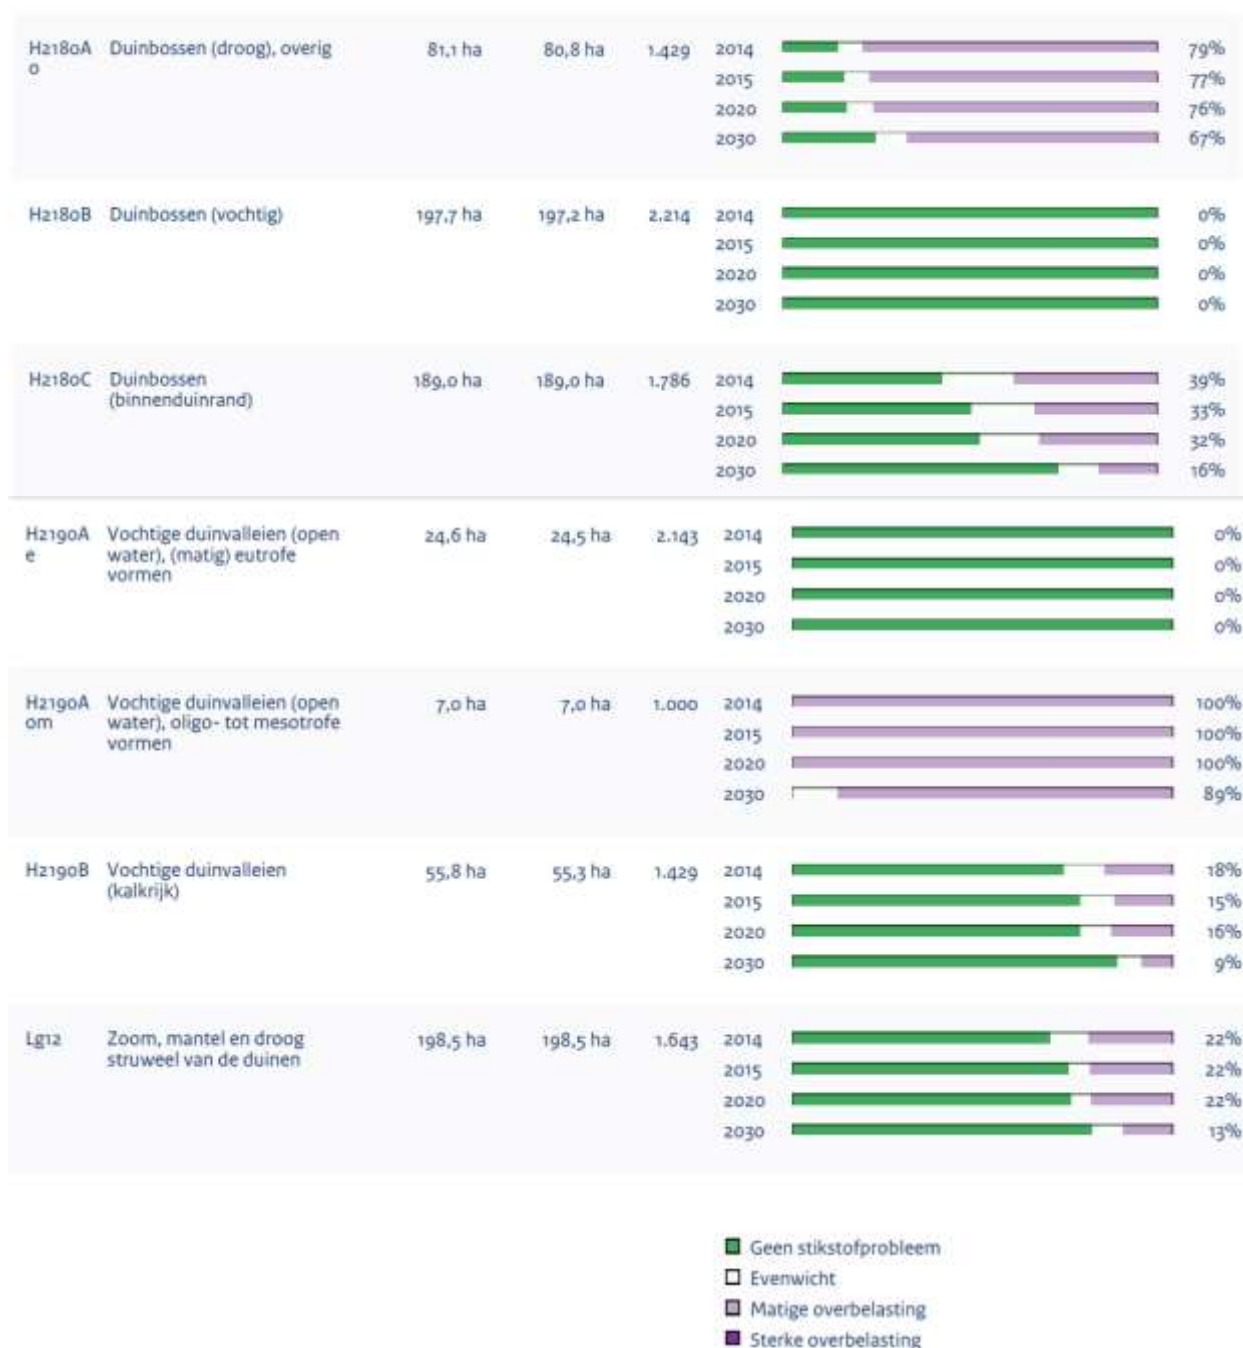 H2180A Duinbossen (droog), overig 81,1 ha 80,8 ha 1.429 2014 79%
o 2015 77%
2020 76%
2030 67%
H2180B Duinbossen (vochtig) 197,7 ha 197,2 ha 2.214 2014 0%
2015 0%
2020 0%
2030 0%
H2180C Duinbossen 189,0 ha 189,0 ha 1.786 2014 39%
(binnenduinrand) 2015 33%
2020 32%
2030 16%
H2190A Vochtige duinvalleien (open 24,6 ha 24,5 ha 2.143 2014 0%
e water), (matig) eutrofe 2015 0%
vormen
2020 0%
2030 0%
H2190A Vochtige duinvalleien (open 7,0 ha 7,0 ha 1.000 2014 100%
om water), oligo- tot mesotrofe 2015 100%
vormen
2020 100%
2030 89%
H2190B Vochtige duinvalleien 55,8 ha 55,3 ha 1.429 2014 18%
(kalkrijk) 2015 15%
2020 16%
2030 9%
Lg12 Zoom, mantel en droog 198,5 ha 198,5 ha 1.643 2014 22%
struweel van de duinen 2015 22%
2020 22%
2030 13%
Geen stikstofprobleem
Evenwicht
Matige overbelasting
Sterke overbelasting